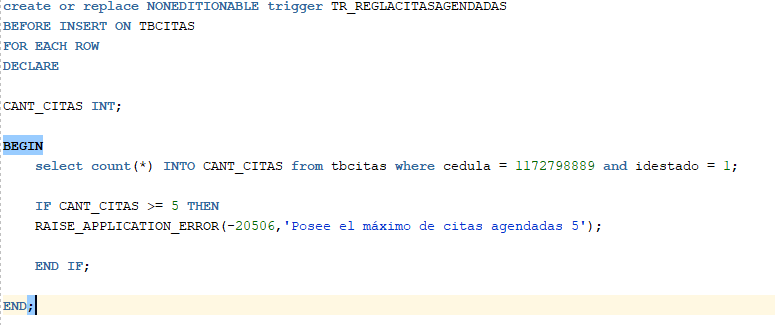 create or replace NONEDITIONABLE trigger TR_REGLACITASAGENDADAS
BEFORE INSERT ON TBCITAS
FOR EACH ROW
DECLARE
CANT_CITAS INT;
BEGIN
select count(*) INTO CANT_CITAS from tbcitas where cedula = 1172798889 and idestado = 1;
IF CANT_CITAS >= 5 THEN
RAISE_APPLICATION_ERROR(-20506,'Posee el máximo de citas agendadas 5');
END IF;
END;